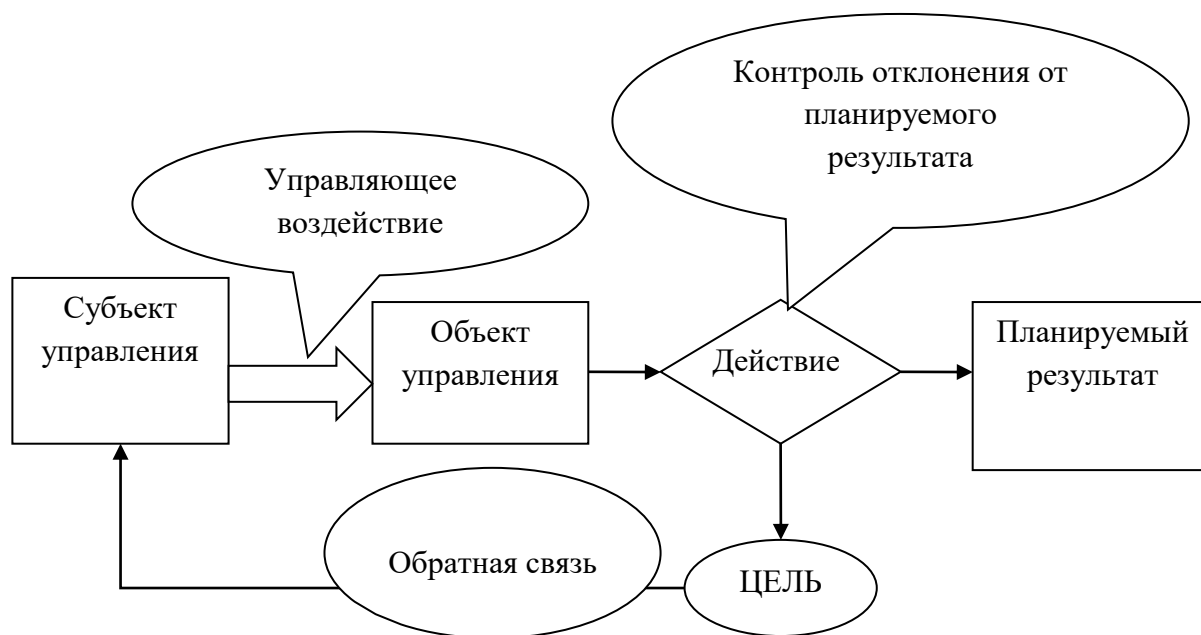 Контроль отклонения от
планируемого
результата
Управляющее
воздействие
Субъект
управления
Объект
управления
Действие
Планируемый
результат
Обратная связь
ЦЕЛЬ